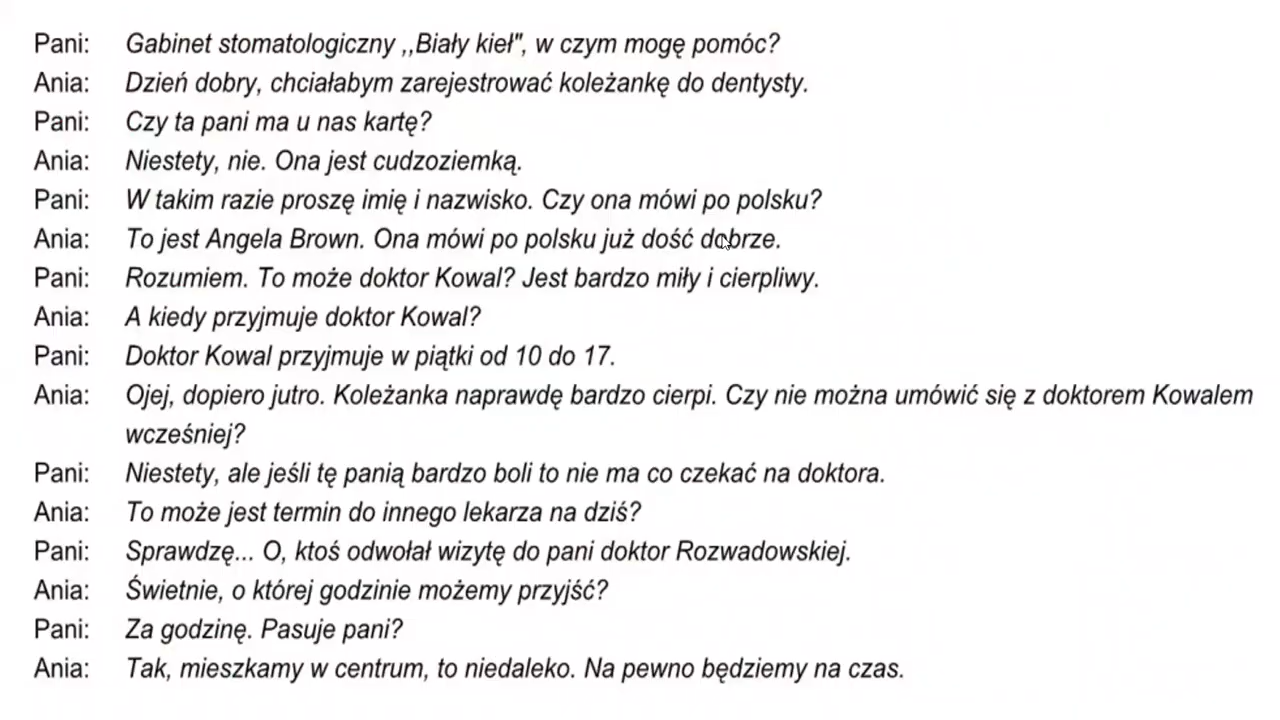 Pani: Gabinet stomatologiczny ,,Biały kieł", w czym mogę pomóc?
Ania: Dzień dobry, chciałabym zarejestrować koleżankę do dentysty.
Pani: Czy ta pani ma u nas kartę?
Ania: Niestety, nie. Ona jest cudzoziemką.
Pani: W takim razie proszę imię i nazwisko. Czy ona mówi po polsku?
Ania: To jest Angela Brown. Ona mówi po polsku już dość dobrze.
Pani: Rozumiem. To może doktor Kowal? Jest bardzo miły i cierpliwy.
Ania: A kiedy przyjmuje doktor Kowal?
Pani: Doktor Kowal przyjmuje w piątki od 10 do 17.
Ania: Ojej, dopiero jutro. Koleżanka naprawdę bardzo cierpi. Czy nie można umówić się z doktorem Kowalem
wcześniej?
Pani: Niestety, ale jeśli tę panią bardzo boli to nie ma co czekać na doktora.
Ania: To może jest termin do innego lekarza na dziś?
Pani: Sprawdzę... O, ktoś odwołał wizytę do pani doktor Rozwadowskiej.
Ania: Świetnie, o której godzinie możemy przyjść?
Pani: Za godzinę. Pasuje pani?
Ania: Tak, mieszkamy w centrum, to niedaleko. Na pewno będziemy na czas.